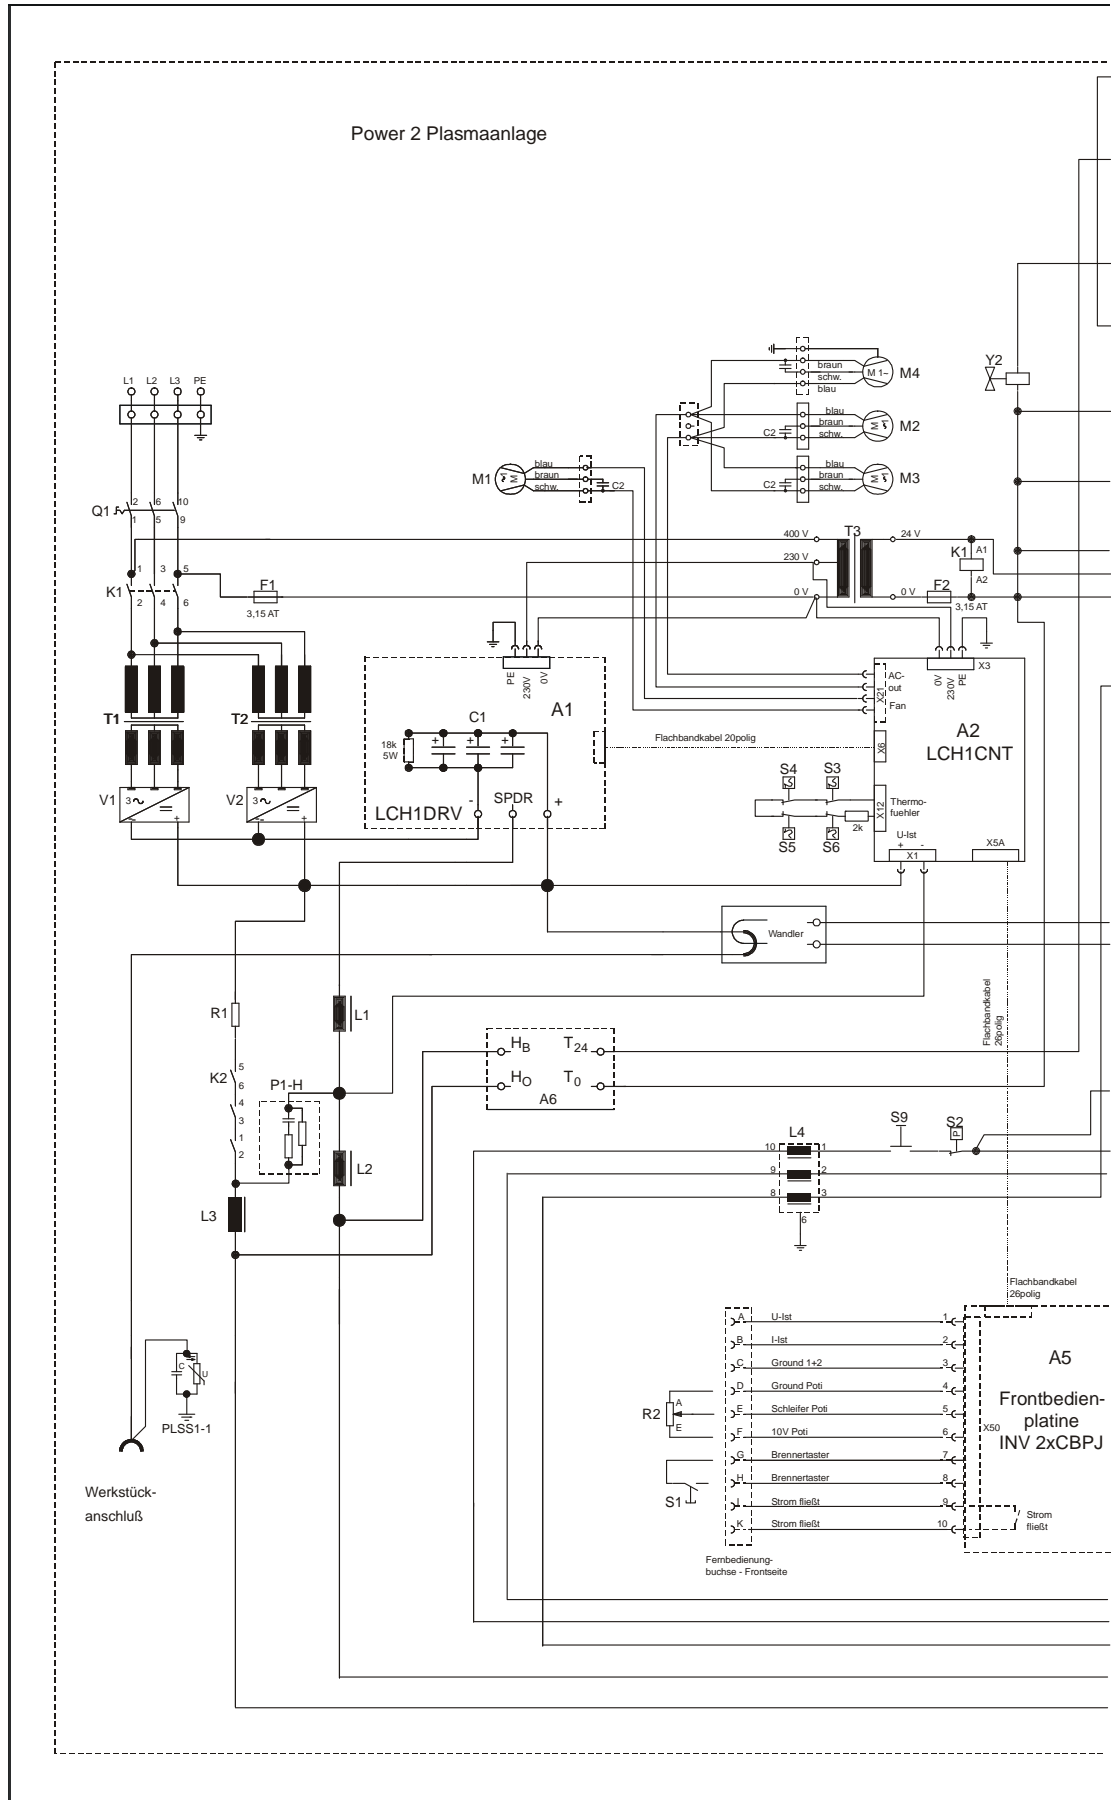 Power 2 Plasmaanlage
L1 L2 L3 PE
Q1
2 6 10
1 5 9
K1
1 3 5
2 4 6
F1
3,15 AT
T1
T2
V1
3
V2
3
M1
blau
braun
schw.
C2
M4
M 1~
braun
schw.
blau
M2
M
blau
braun
schw.
C2
M3
M
blau
braun
schw.
C2
Y2
400 V
230 V
0 V
T3
24 V
0 V
K1
A1
A2
F2
3,15 AT
PE
230V
0V
A1
C1
18k
5W
LCH1DRV
-
SPDR
+
Flachbandkabel 20polig
0V
230V
PE
X3
AC-
out
Fan
X21
X6
A2
LCH1CNT
X12
Thermo-
fuehler
S4
S3
S5
S6
2k
U-Ist
+ -
X1
X5A
Wandler
Flachbandkabel
26polig
R1
L1
K2
5
6
4
3
1
2
P1-H
L2
L3
HB
HO
T24
T0
A6
L4
10 1
9 2
8 3
6
S9
S2
P
Flachbandkabel
26polig
A U-Ist 1
B I-Ist 2
C Ground 1+2 3
D Ground Poti 4
E Schleifer Poti 5
F 10V Poti 6
G Brennertaster 7
H Brennertaster 8
I Strom fließt 9
K Strom fließt 10
R2
A
E
S1
X50
A5
Frontbedien-
platine
INV 2xCBPJ
Strom
fließt
Fernbedienung-
buchse - Frontseite
C
U
PLSS1-1
Werkstück-
anschluß